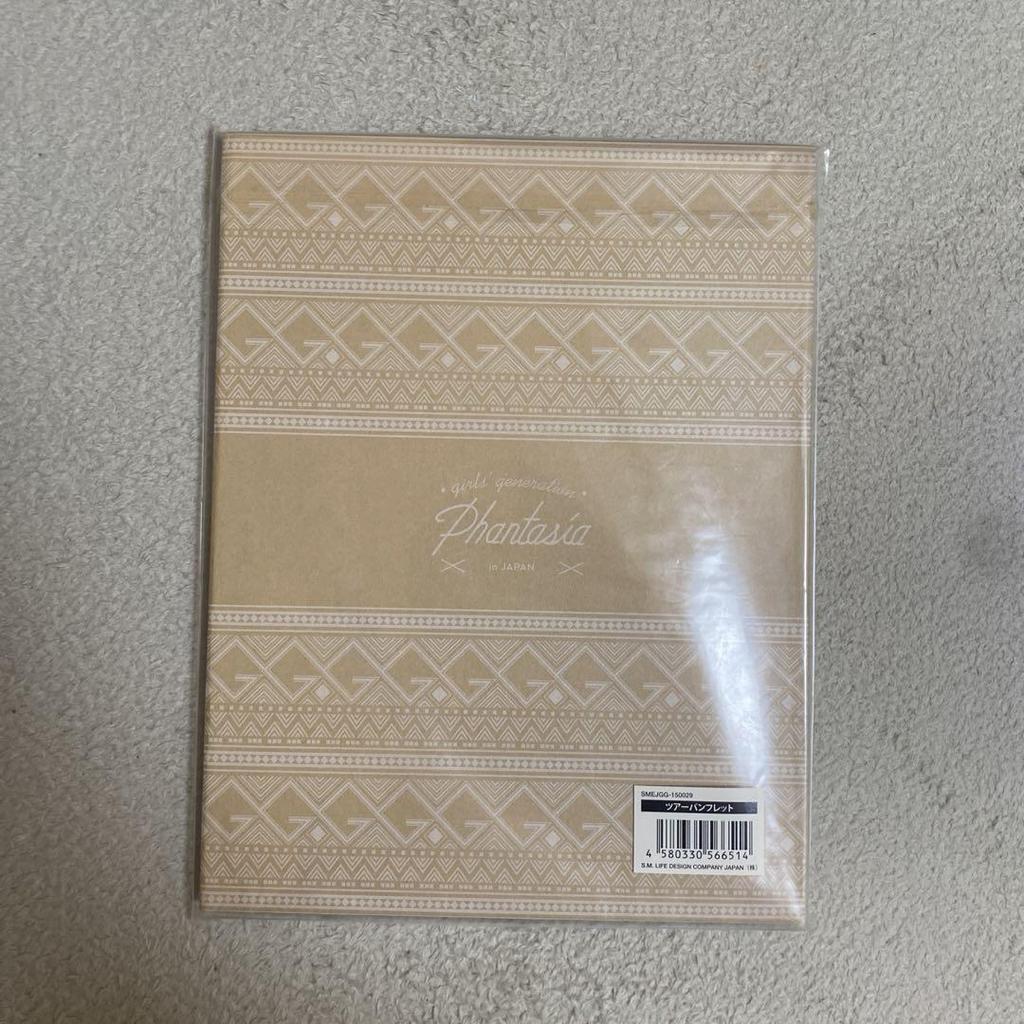 • girls' generation •
Phantasia
in JAPAN
SMEJGG-150029
ツアーパンフレット
4 580330 566514
S.M. LIFE DESIGN COMPANY JAPAN (株)